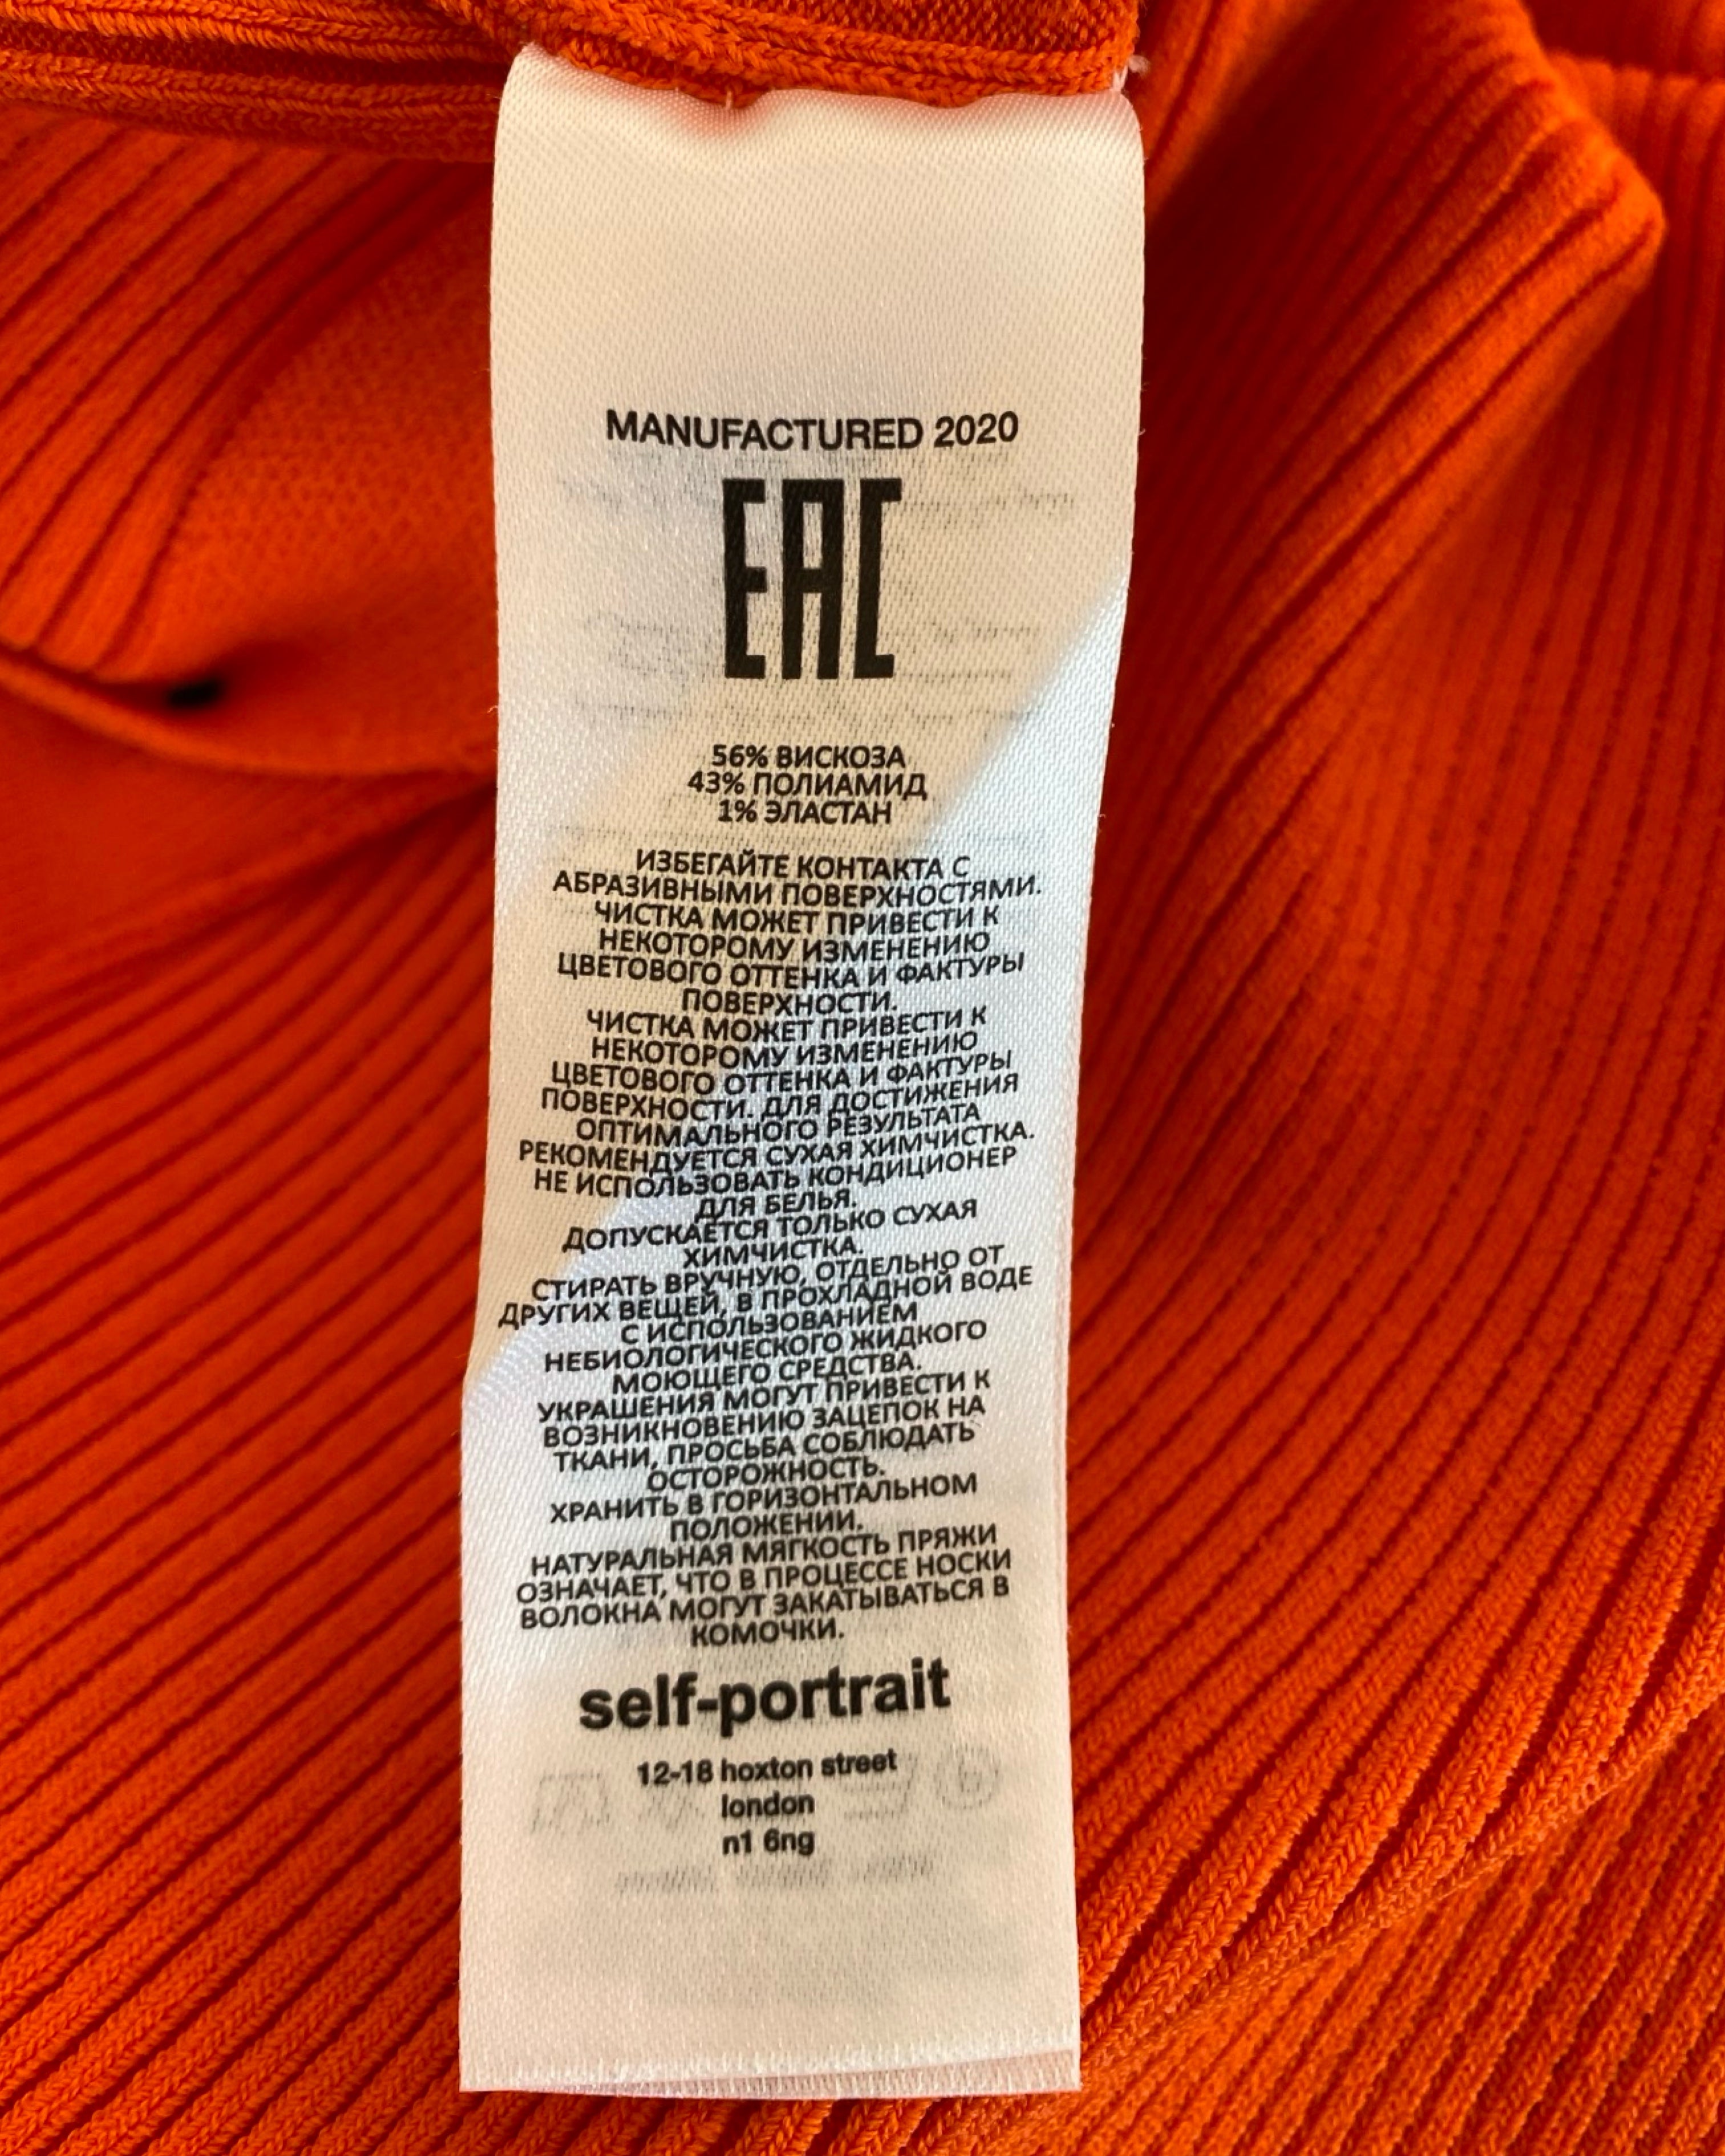 MANUFACTURED 2020
EAC
56% ВИСКОЗА
43% ПОЛИАМИД
1% ЭЛАСТАН
ИЗБЕГАЙТЕ КОНТАКТА С
АБРАЗИВНЫМИ ПОВЕРХНОСТЯМИ.
ЧИСТКА МОЖЕТ ПРИВЕСТИ К
НЕКОТОРОМУ ИЗМЕНЕНИЮ
ЦВЕТОВОГО ОТТЕНКА И ФАКТУРЫ
ПОВЕРХНОСТИ.
ЧИСТКА МОЖЕТ ПРИВЕСТИ К
НЕКОТОРОМУ ИЗМЕНЕНИЮ
ЦВЕТОВОГО ОТТЕНКА И ФАКТУРЫ
ПОВЕРХНОСТИ. ДЛЯ ДОСТИЖЕНИЯ
ОПТИМАЛЬНОГО РЕЗУЛЬТАТА
РЕКОМЕНДУЕТСЯ СУХАЯ ХИМЧИСТКА.
НЕ ИСПОЛЬЗОВАТЬ КОНДИЦИОНЕР
ДЛЯ БЕЛЬЯ.
ДОПУСКАЕТСЯ ТОЛЬКО СУХАЯ
ХИМЧИСТКА.
СТИРАТЬ ВРУЧНУЮ, ОТДЕЛЬНО ОТ
ДРУГИХ ВЕЩЕЙ, В ПРОХЛАДНОЙ ВОДЕ
С ИСПОЛЬЗОВАНИЕМ
НЕБИОЛОГИЧЕСКОГО ЖИДКОГО
МОЮЩЕГО СРЕДСТВА.
УКРАШЕНИЯ МОГУТ ПРИВЕСТИ К
ВОЗНИКНОВЕНИЮ ЗАЦЕПОК НА
ТКАНИ, ПРОСЬБА СОБЛЮДАТЬ
ОСТОРОЖНОСТЬ.
ХРАНИТЬ В ГОРИЗОНТАЛЬНОМ
ПОЛОЖЕНИИ.
НАТУРАЛЬНАЯ МЯГКОСТЬ ПРЯЖИ
ОЗНАЧАЕТ, ЧТО В ПРОЦЕССЕ НОСКИ
ВОЛОКНА МОГУТ ЗАКАТЫВАТЬСЯ В
КОМОЧКИ.
self-portrait
12-18 hoxton street
london
n1 6ng